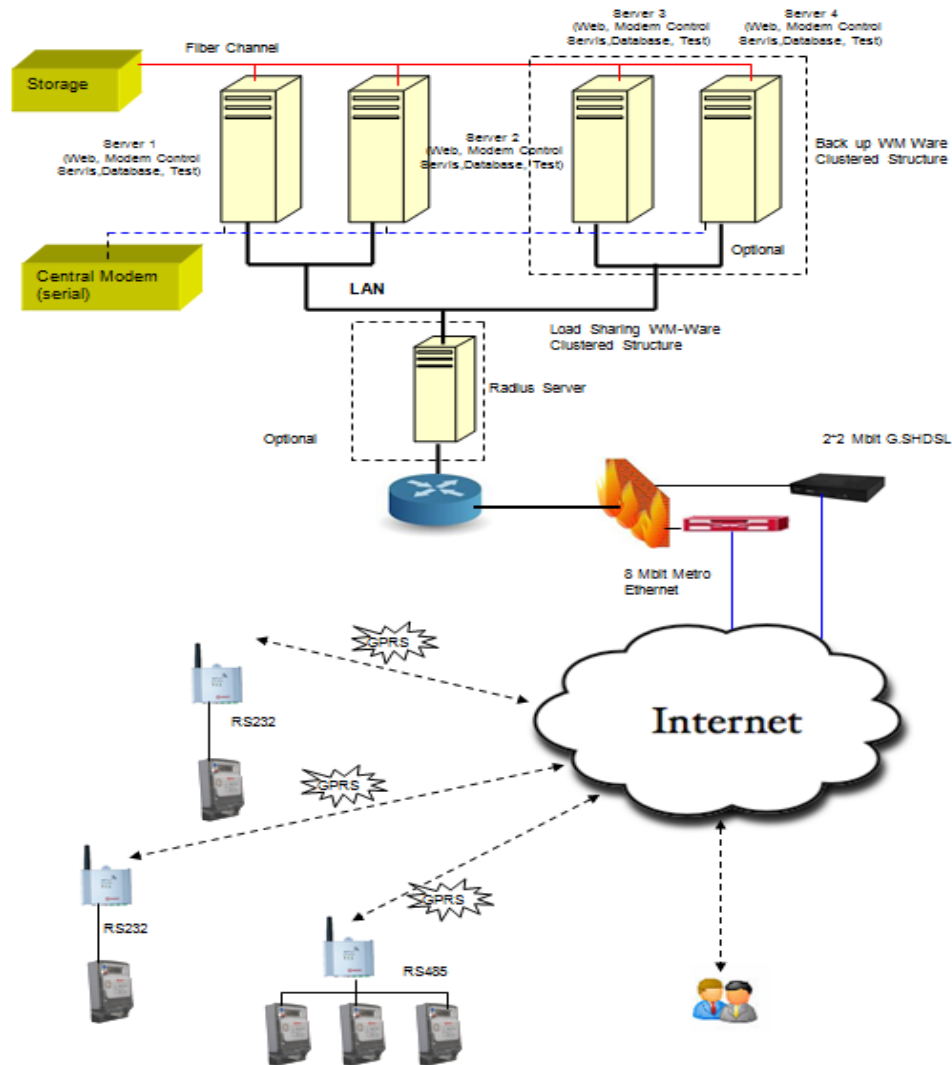 Server 3
(Web, Modem Control
Servis,Database, Test)
Server 4
(Web, Modem Control
Servis,Database, Test)
Fiber Channel
Storage
Server 1
(Web, Modem Control
Servis,Database, Test)
Server 2
(Web, Modem Control
Servis,Database, Test)
Back up WM Ware
Clustered Structure
Optional
Central Modem
(serial)
LAN
Load Sharing WM-Ware
Clustered Structure
Radius Server
Optional
2*2 Mbit G.SHDSL
8 Mbit Metro
Ethernet
GPRS
RS232
Internet
GPRS
RS232
GPRS
RS485